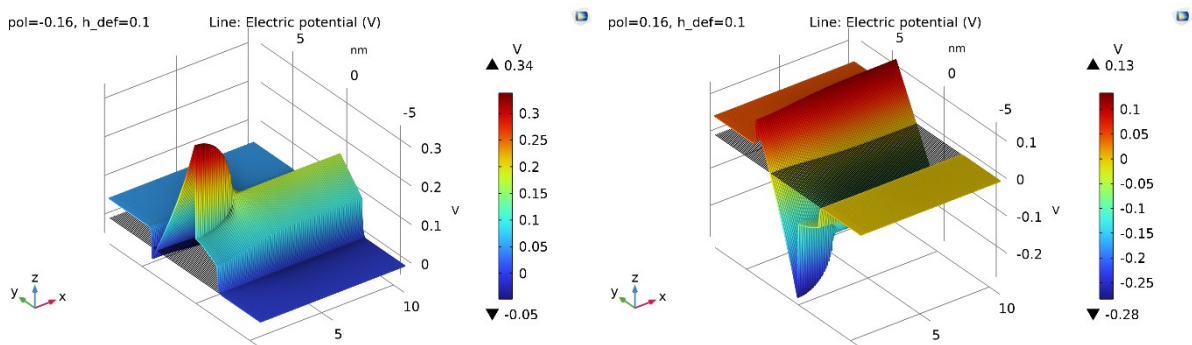 pol=-0.16, h_def=0.1 Line: Electric potential (V)
5
nm
0
-5
V
▲ 0.34
0.3
0.25
0.2
0.15
0.1
0.05
0
▼ -0.05
0.3
0.2
0.1
0
V
10
5
z
y
x
pol=0.16, h_def=0.1 Line: Electric potential (V)
5
nm
0
-5
V
▲ 0.13
0.1
0.05
0
-0.05
-0.1
-0.15
-0.2
-0.25
▼ -0.28
0.1
0
-0.1
-0.2
V
10
5
z
y
x